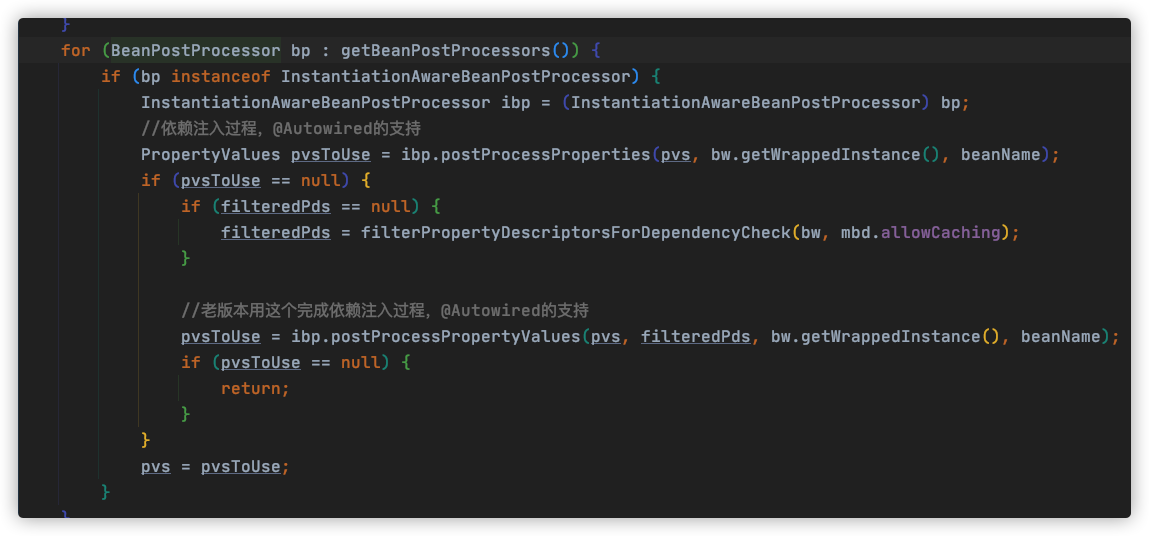 }
for (BeanPostProcessor bp : getBeanPostProcessors()) {
if (bp instanceof InstantiationAwareBeanPostProcessor) {
InstantiationAwareBeanPostProcessor ibp = (InstantiationAwareBeanPostProcessor) bp;
//依赖注入过程，@Autowired的支持
PropertyValues pvsToUse = ibp.postProcessProperties(pvs, bw.getWrappedInstance(), beanName);
if (pvsToUse == null) {
if (filteredPds == null) {
filteredPds = filterPropertyDescriptorsForDependencyCheck(bw, mbd.allowCaching);
}
//老版本用这个完成依赖注入过程，@Autowired的支持
pvsToUse = ibp.postProcessPropertyValues(pvs, filteredPds, bw.getWrappedInstance(), beanName);
if (pvsToUse == null) {
return;
}
}
pvs = pvsToUse;
}
}